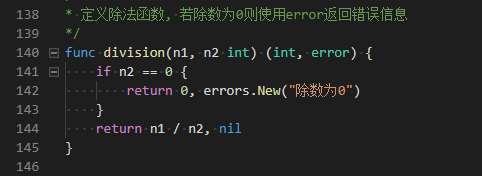 138 * 定义除法函数, 若除数为0则使用error返回错误信息
139 */
140 func division(n1, n2 int) (int, error) {
141     if n2 == 0 {
142         return 0, errors.New("除数为0")
143     }
144     return n1 / n2, nil
145 }
146